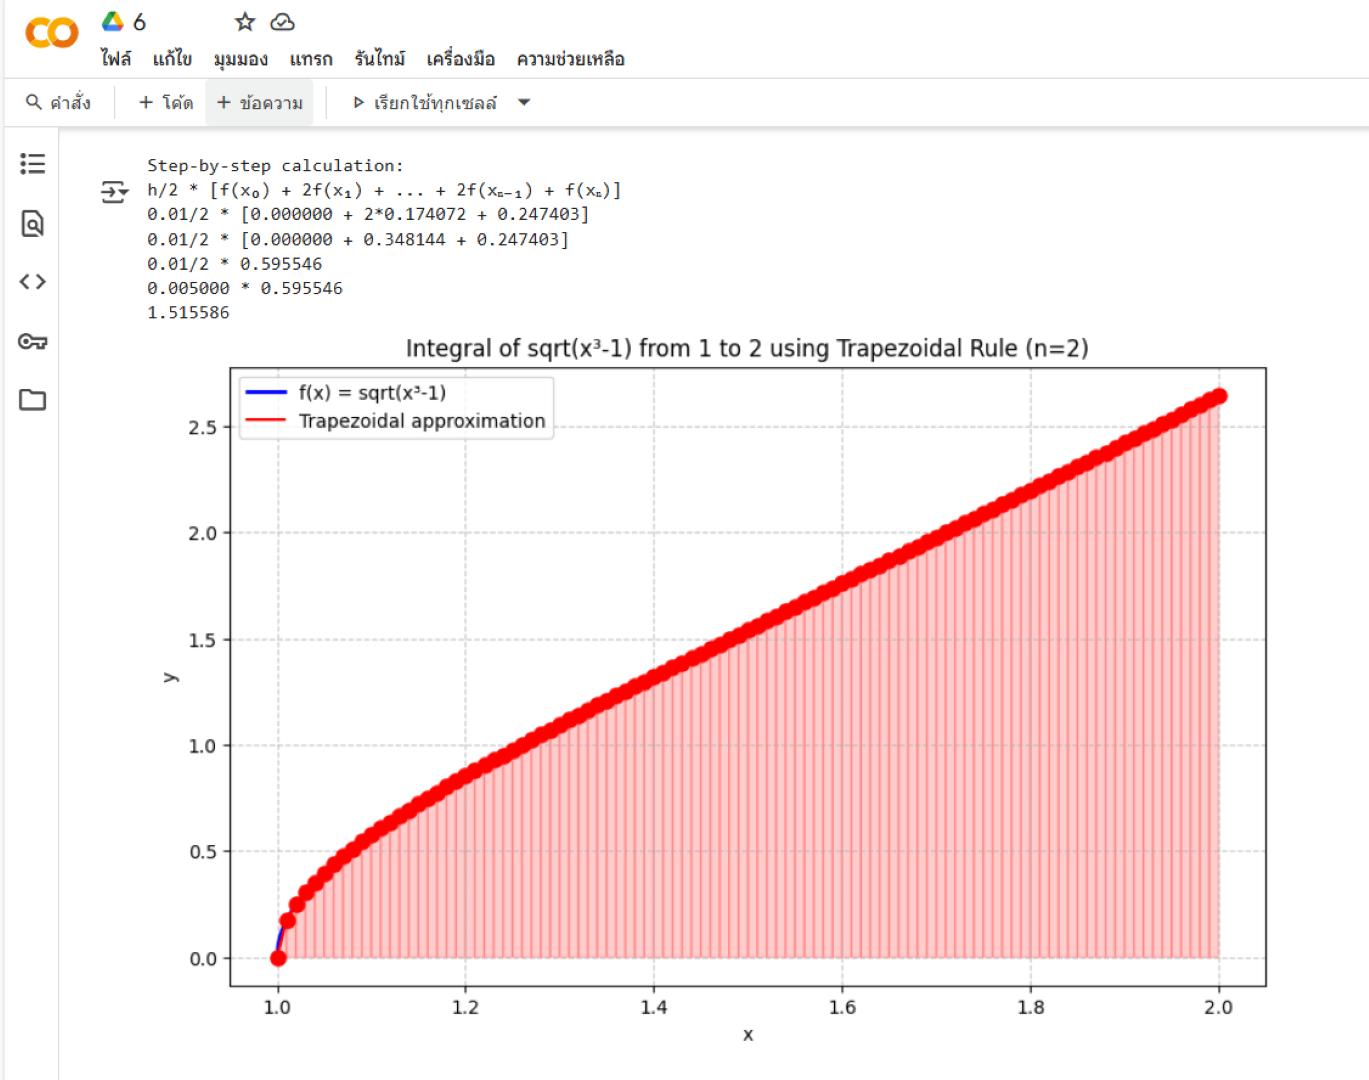 6
ไฟล์ แก้ไข มุมมอง แทรก รันไทม์ เครื่องมือ ความช่วยเหลือ
คำสั่ง + โค้ด + ข้อความ เรียกใช้ทุกเซลล์
Step-by-step calculation:
h/2 * [f(x₀) + 2f(x₁) + ... + 2f(xₙ₋₁) + f(xₙ)]
0.01/2 * [0.000000 + 2*0.174072 + 0.247403]
0.01/2 * [0.000000 + 0.348144 + 0.247403]
0.01/2 * 0.595546
0.005000 * 0.595546
1.515586
Integral of sqrt(x³-1) from 1 to 2 using Trapezoidal Rule (n=2)
f(x) = sqrt(x³-1)
Trapezoidal approximation
2.5
2.0
1.5
1.0
0.5
0.0
y
1.0 1.2 1.4 1.6 1.8 2.0
x